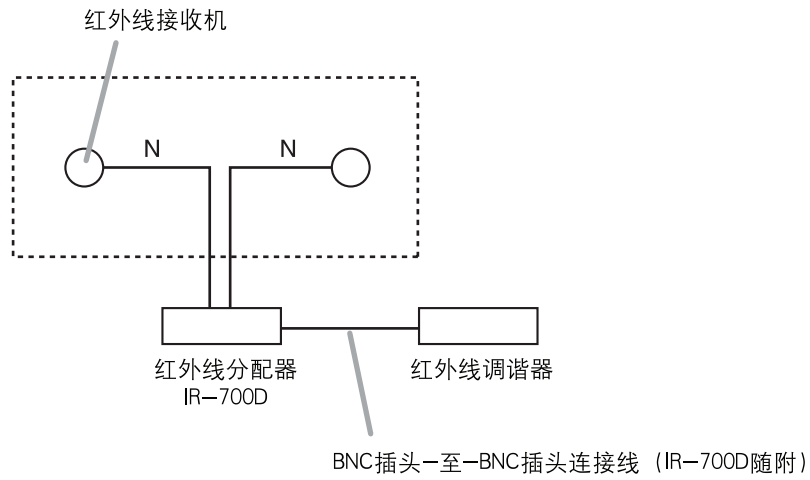 红外线接收机
N
N
红外线分配器
IR-700D
红外线调谐器
BNC插头-至-BNC插头连接线（IR-700D随附）